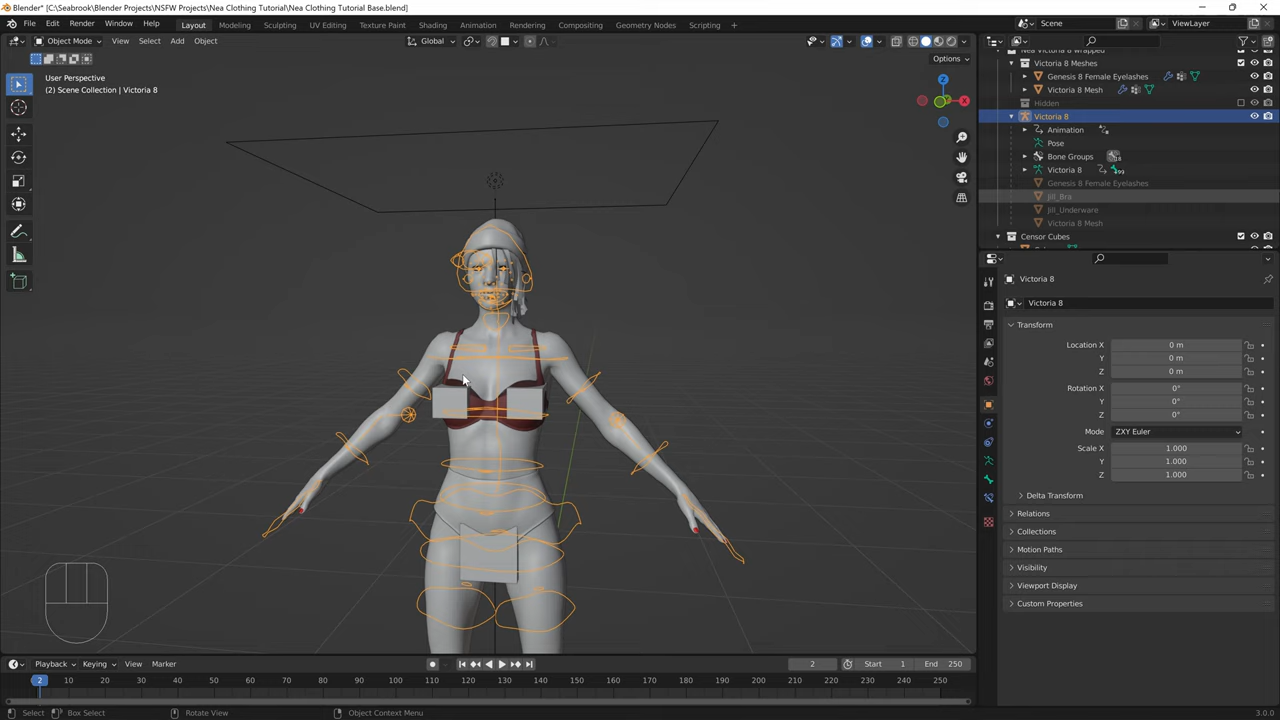 Blender* [C:\Seabrook\Blender Projects\NSFW Projects\Nea Clothing Tutorial\Nea Clothing Tutorial Base.blend]
File Edit Render Window Help Layout Modeling Sculpting UV Editing Texture Paint Shading Animation Rendering Compositing Geometry Nodes Scripting + Scene ViewLayer
Object Mode View Select Add Object Global
Options
User Perspective
(2) Scene Collection | Victoria 8
Z
X
Nea Victoria 8 wrapped
Victoria 8 Meshes
Genesis 8 Female Eyelashes
Victoria 8 Mesh
Hidden
Victoria 8
Animation
Pose
Bone Groups 18
Victoria 8 99
Genesis 8 Female Eyelashes
Jill_Bra
Jill_Underware
Victoria 8 Mesh
Censor Cubes
Victoria 8
Victoria 8
Transform
Location X 0 m
Y 0 m
Z 0 m
Rotation X 0°
Y 0°
Z 0°
Mode ZXY Euler
Scale X 1.000
Y 1.000
Z 1.000
Delta Transform
Relations
Collections
Motion Paths
Visibility
Viewport Display
Custom Properties
Playback Keying View Marker 2 Start 1 End 250
2 10 20 30 40 50 60 70 80 90 100 110 120 130 140 150 160 170 180 190 200 210 220 230 240 250
Select Box Select Rotate View Object Context Menu 3.0.0